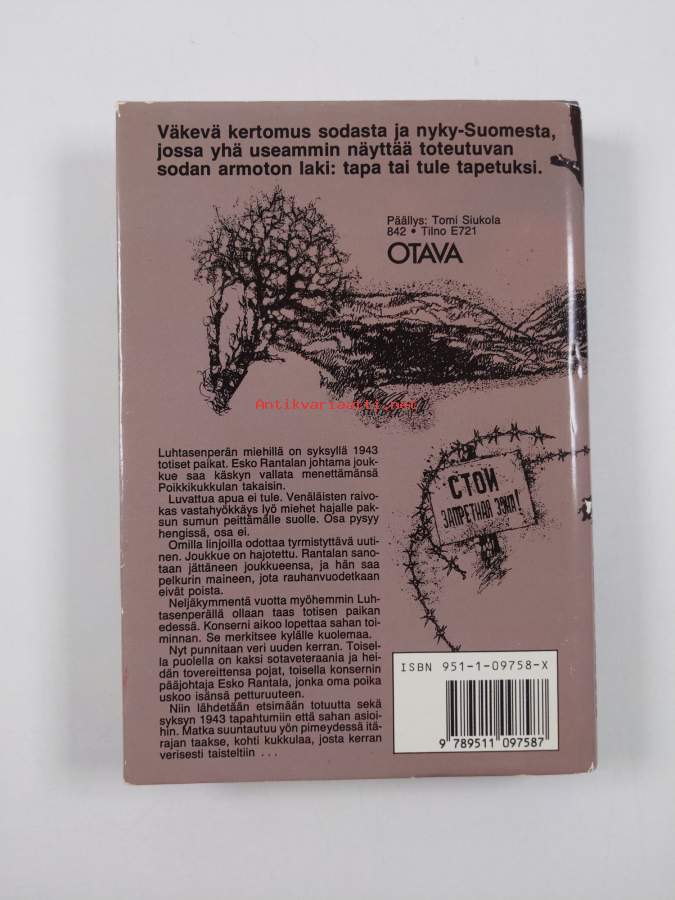 Väkevä kertomus sodasta ja nyky-Suomesta,
jossa yhä useammin näyttää toteutuvan
sodan armoton laki: tapa tai tule tapetuksi.
Päällys: Tomi Siukola
842 • Tilno E721
OTAVA
Antikvariaatti.net
Luhtasenperän miehillä on syksyllä 1943
totiset paikat. Esko Rantalan johtama jouk-
kue saa käskyn vallata menettämänsä
Poikkikukkulan takaisin.
Luvattua apua ei tule. Venäläisten raivo-
kas vastahyökkäys lyö miehet hajalle pak-
sun sumun peittämälle suolle. Osa pysyy
hengissä, osa ei.
Omilla linjoilla odottaa tyrmistyttävä uuti-
nen. Joukkue on hajotettu. Rantalan sano-
taan jättäneen joukkueensa, ja hän saa
pelkurin maineen, jota rauhanvuodetkaan
eivät poista.
Neljäkymmentä vuotta myöhemmin Luh-
tasenperällä ollaan taas totisen paikan
edessä. Konserni aikoo lopettaa sahan toi-
minnan. Se merkitsee kylälle kuolemaa.
Nyt punnitaan veri uuden kerran. Toisel-
la puolella on kaksi sotaveteraania ja hei-
dän tovereittensa pojat, toisella konsernin
pääjohtaja Esko Rantala, jonka oma poika
uskoo isänsä petturuuteen.
Niin lähdetään etsimään totuutta sekä
syksyn 1943 tapahtumiin että sahan asioi-
hin. Matka suuntautuu yön pimeydessä itä-
rajan taakse, kohti kukkulaa, josta kerran
verisesti taisteltiin . . .
СТОЙ
ЗАПРЕТНАЯ ЗОНА!
ISBN 951-1-09758-X
9 789511 097587